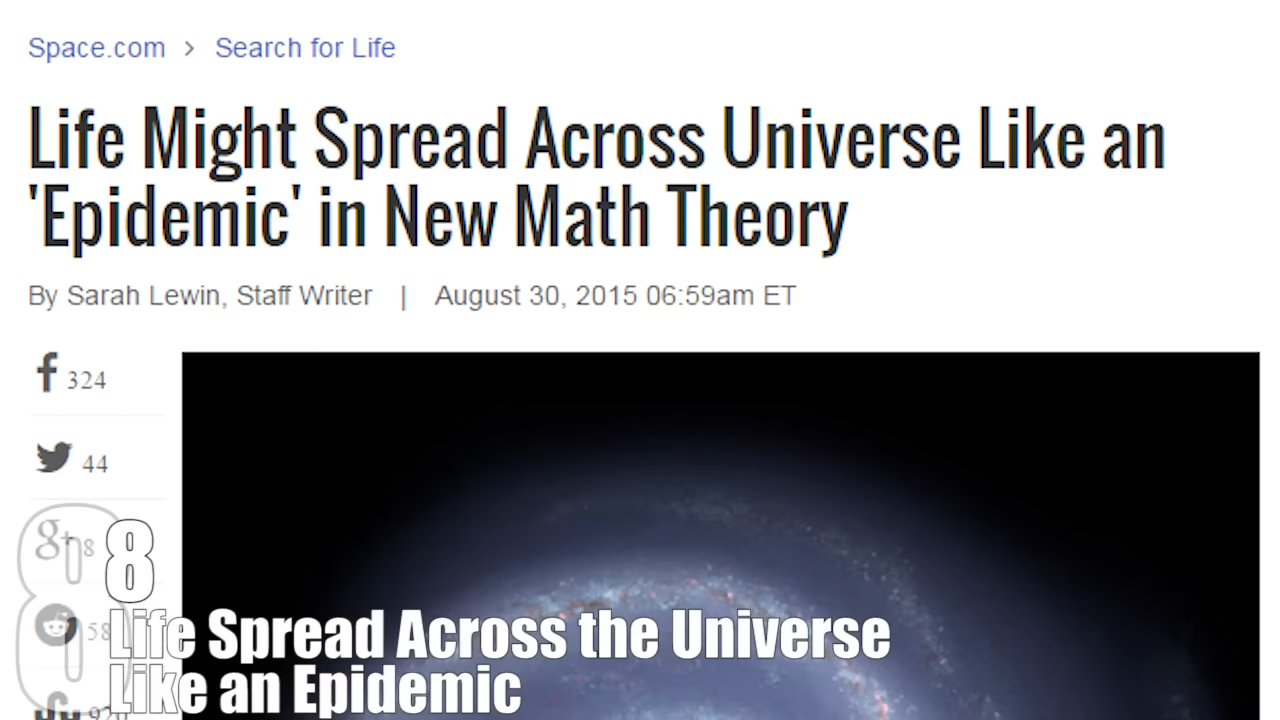 Space.com > Search for Life
Life Might Spread Across Universe Like an
'Epidemic' in New Math Theory
By Sarah Lewin, Staff Writer | August 30, 2015 06:59am ET
324
44
g+ 8
58
8
Life Spread Across the Universe
Like an Epidemic